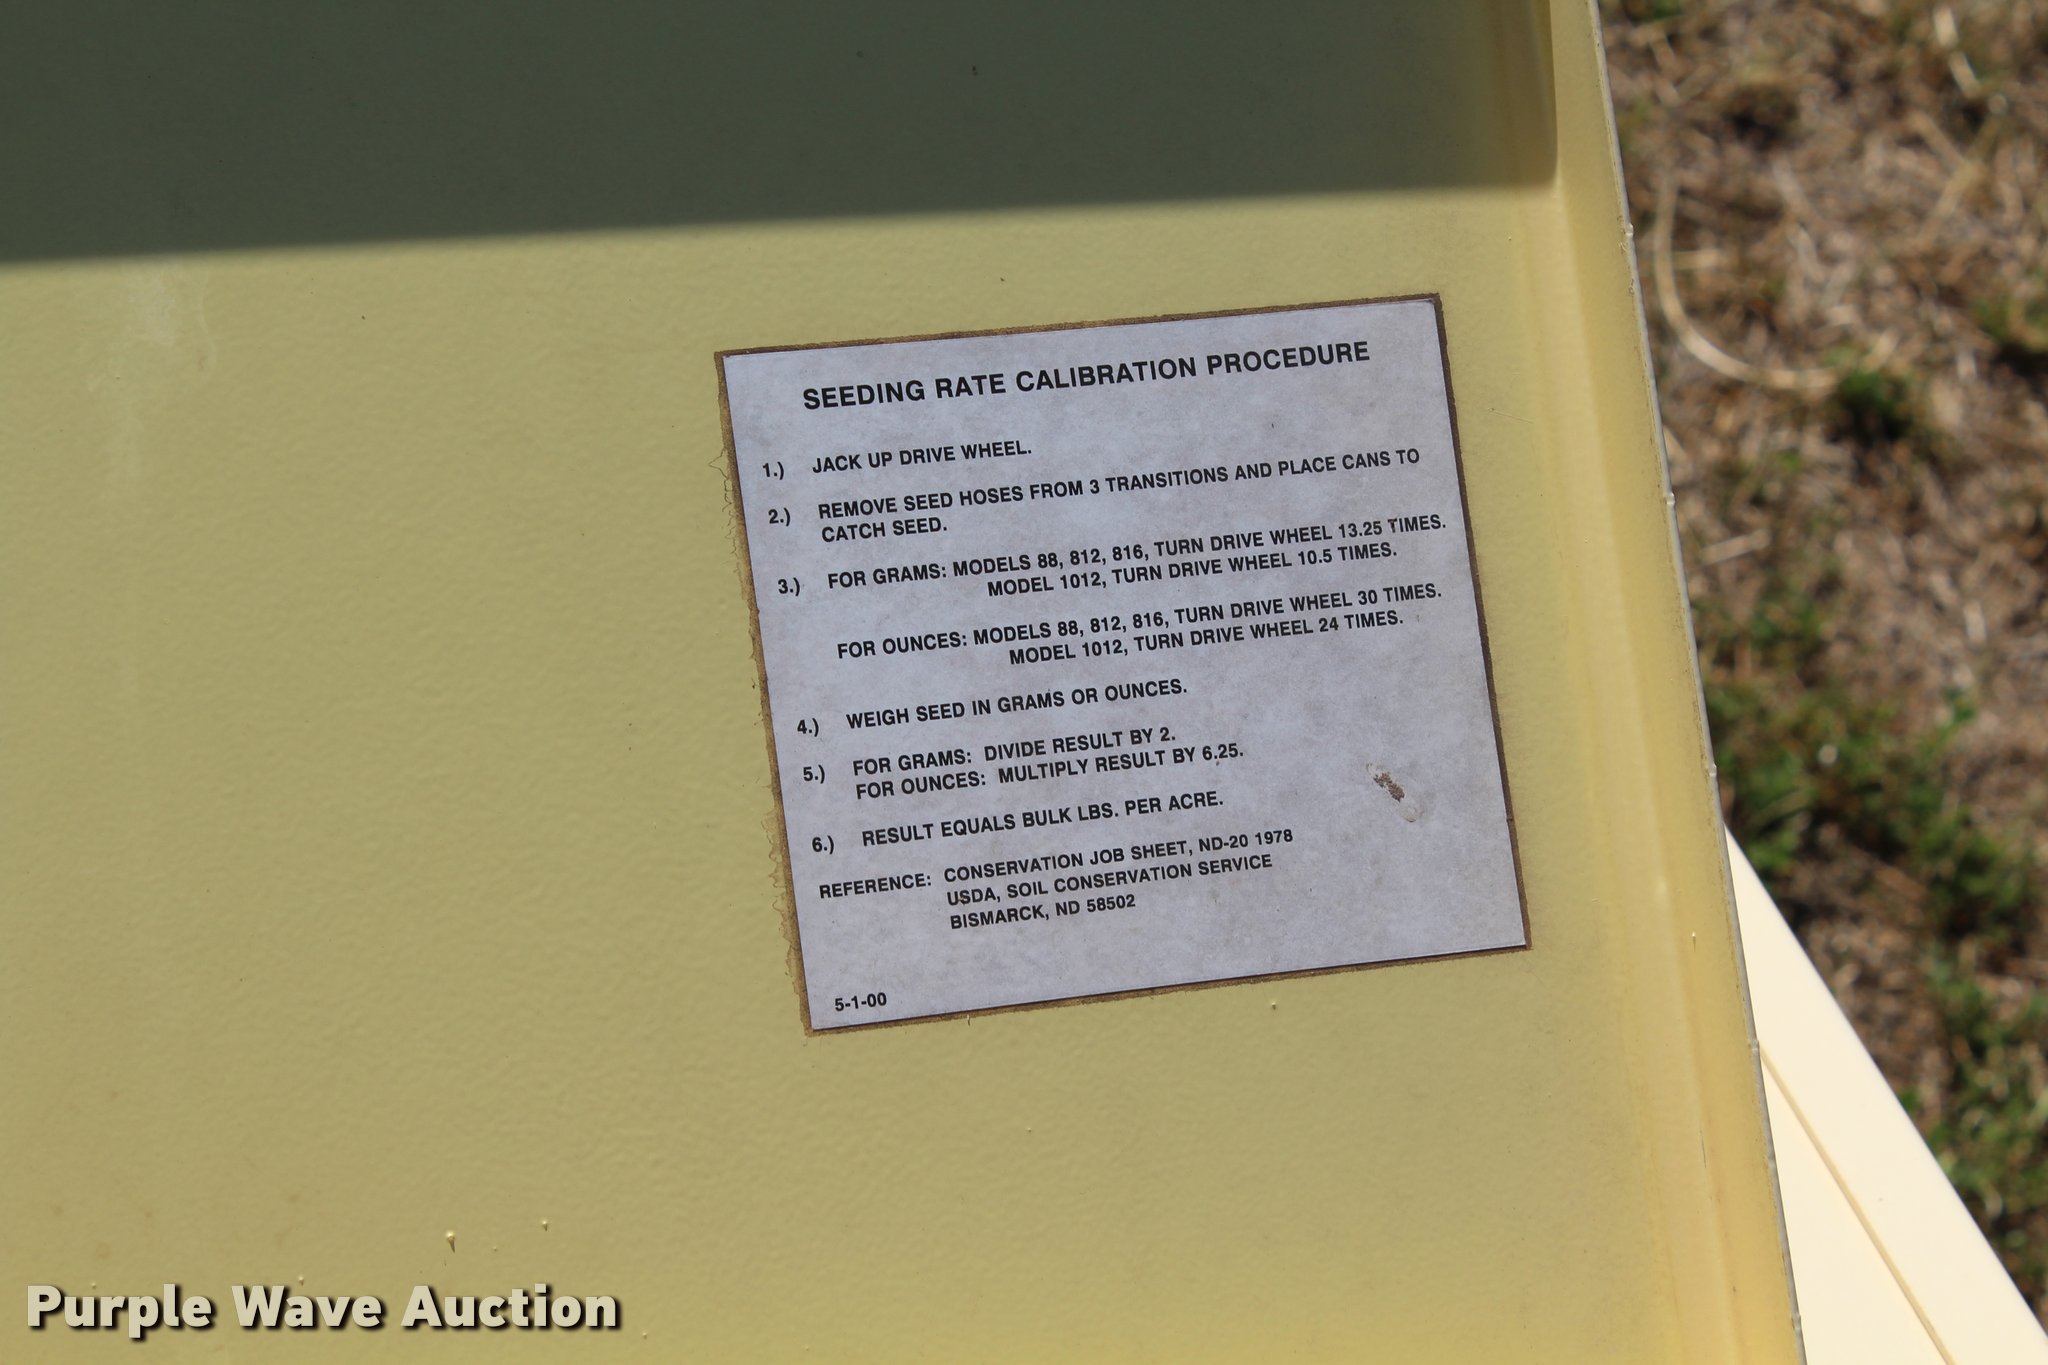 SEEDING RATE CALIBRATION PROCEDURE
1.) JACK UP DRIVE WHEEL.
2.) REMOVE SEED HOSES FROM 3 TRANSITIONS AND PLACE CANS TO
CATCH SEED.
3.) FOR GRAMS: MODELS 88, 812, 816, TURN DRIVE WHEEL 13.25 TIMES.
MODEL 1012, TURN DRIVE WHEEL 10.5 TIMES.
FOR OUNCES: MODELS 88, 812, 816, TURN DRIVE WHEEL 30 TIMES.
MODEL 1012, TURN DRIVE WHEEL 24 TIMES.
4.) WEIGH SEED IN GRAMS OR OUNCES.
5.) FOR GRAMS: DIVIDE RESULT BY 2.
FOR OUNCES: MULTIPLY RESULT BY 6.25.
6.) RESULT EQUALS BULK LBS. PER ACRE.
REFERENCE: CONSERVATION JOB SHEET, ND-20 1978
USDA, SOIL CONSERVATION SERVICE
BISMARCK, ND 58502
5-1-00
Purple Wave Auction